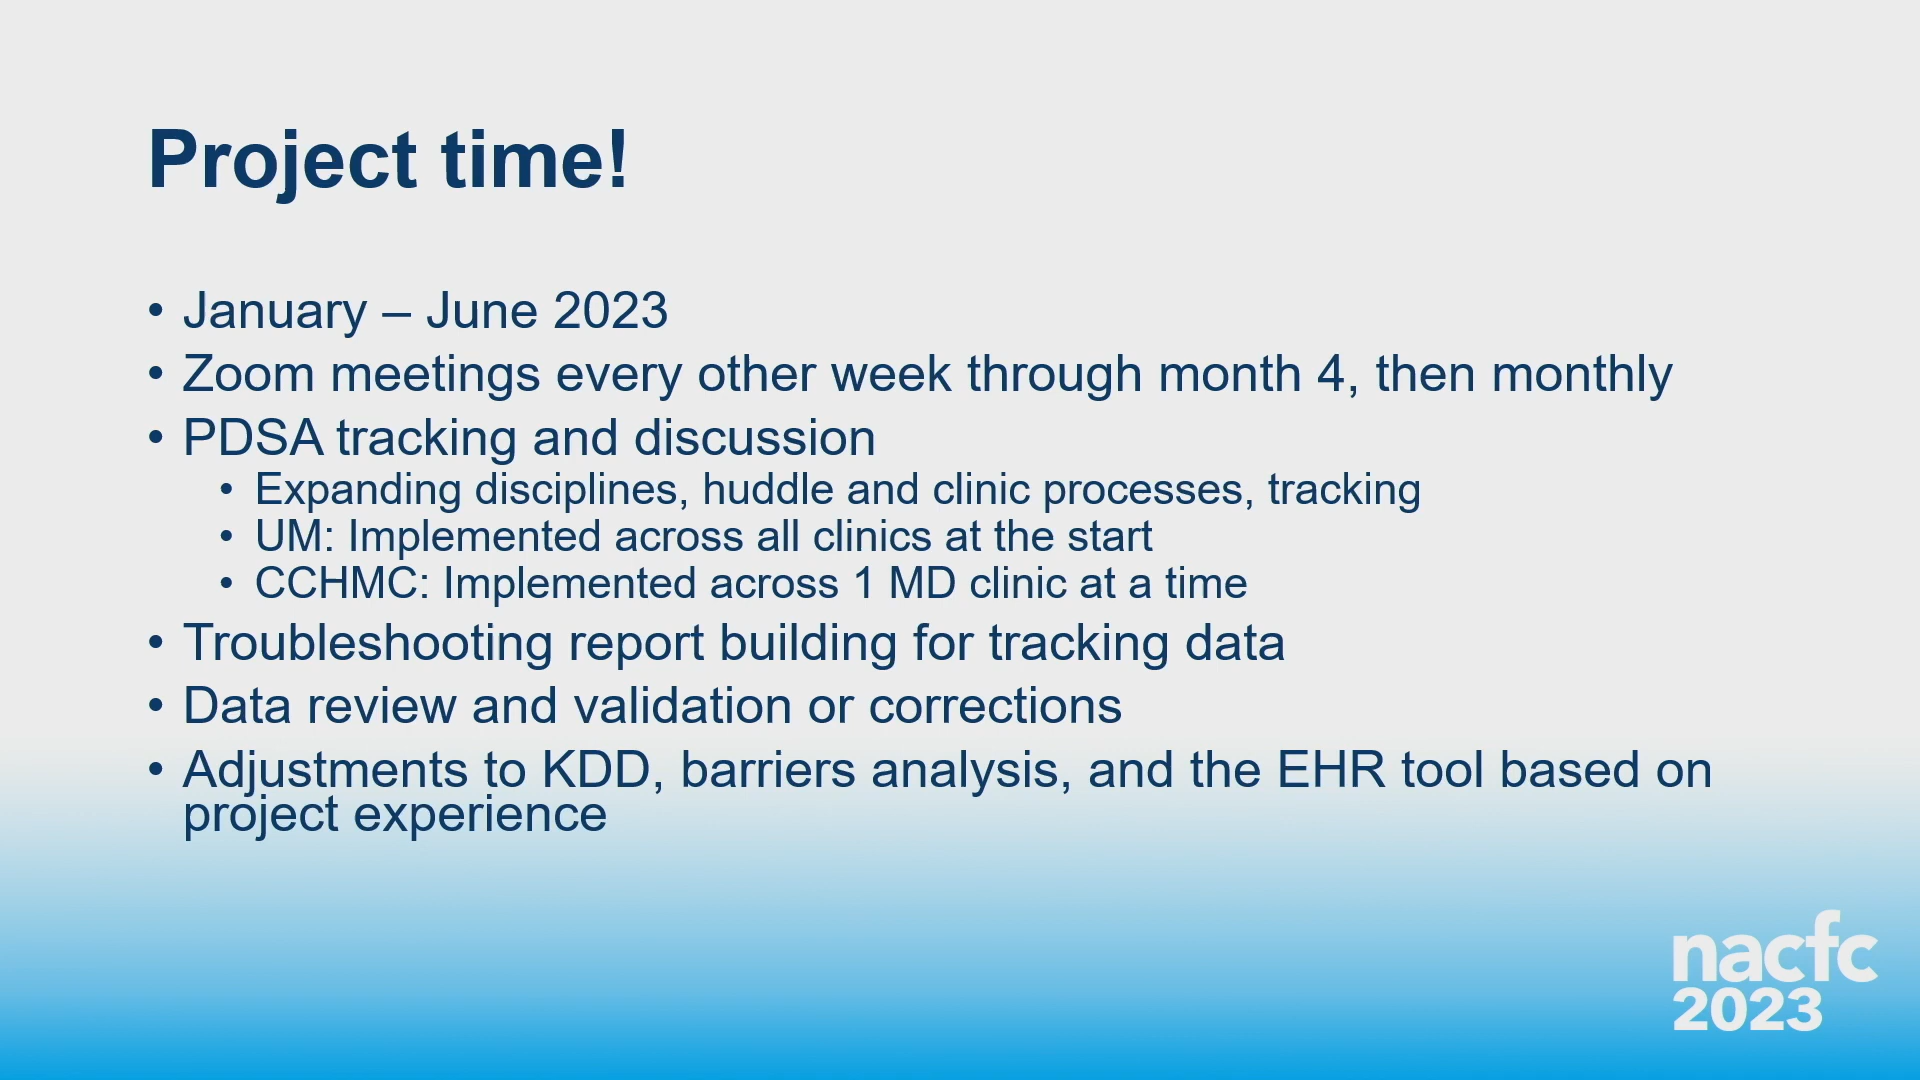 Project time!
• January – June 2023
• Zoom meetings every other week through month 4, then monthly
• PDSA tracking and discussion
• Expanding disciplines, huddle and clinic processes, tracking
• UM: Implemented across all clinics at the start
• CCHMC: Implemented across 1 MD clinic at a time
• Troubleshooting report building for tracking data
• Data review and validation or corrections
• Adjustments to KDD, barriers analysis, and the EHR tool based on
project experience
nacfc
2023